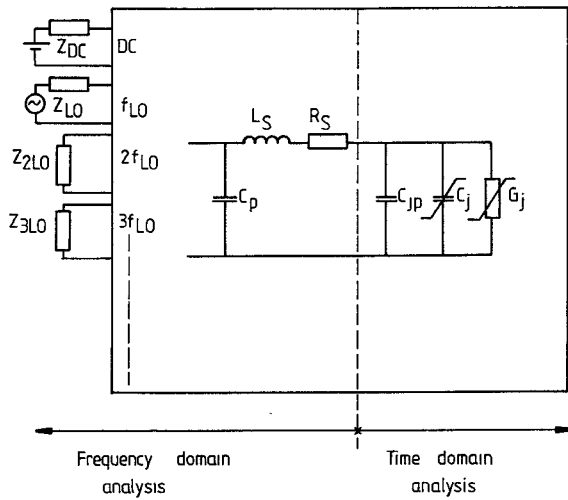 Z_DC DC
Z_LO f_LO
L_S R_S
Z_2LO 2f_LO
C_p C_jp C_j G_j
Z_3LO 3f_LO
Frequency domain analysis
Time domain analysis